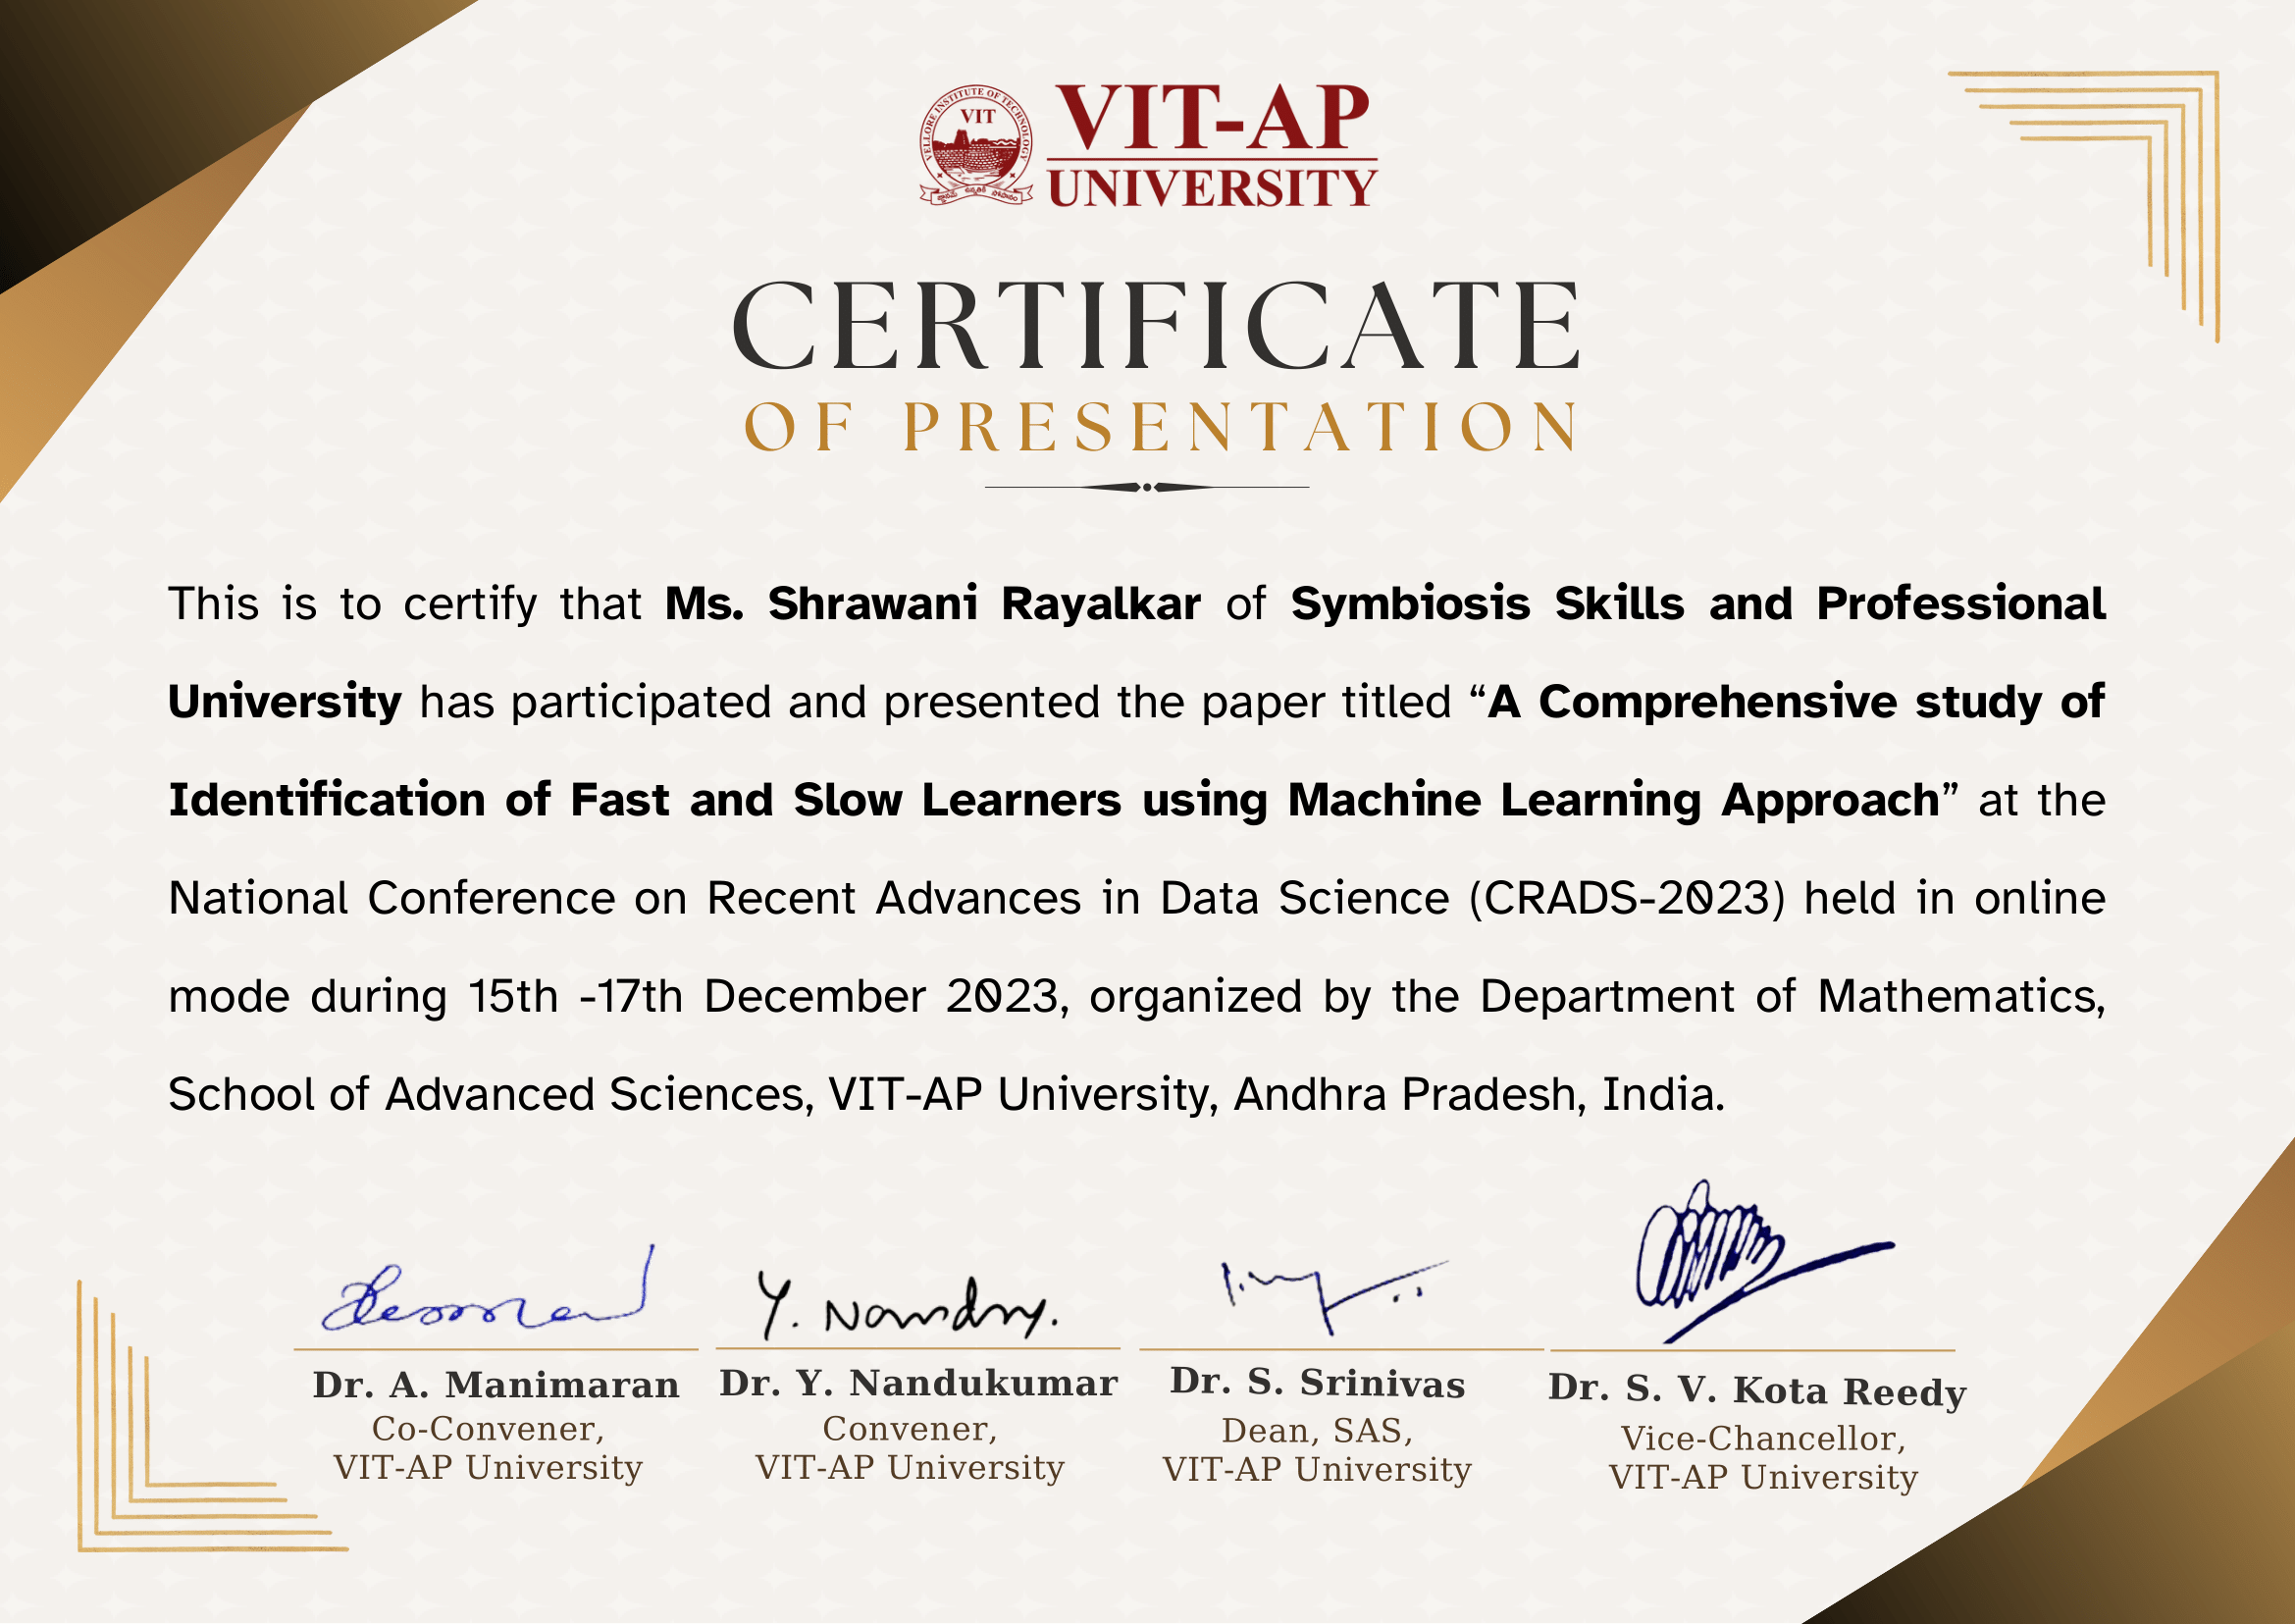 VELLORE INSTITUTE OF TECHNOLOGY
VIT
VIT-AP
UNIVERSITY
CERTIFICATE
OF PRESENTATION
This is to certify that Ms. Shrawani Rayalkar of Symbiosis Skills and Professional
University has participated and presented the paper titled “A Comprehensive study of
Identification of Fast and Slow Learners using Machine Learning Approach” at the
National Conference on Recent Advances in Data Science (CRADS-2023) held in online
mode during 15th -17th December 2023, organized by the Department of Mathematics,
School of Advanced Sciences, VIT-AP University, Andhra Pradesh, India.
Y. Nandny.
Dr. A. Manimaran
Co-Convener,
VIT-AP University
Dr. Y. Nandukumar
Convener,
VIT-AP University
Dr. S. Srinivas
Dean, SAS,
VIT-AP University
Dr. S. V. Kota Reedy
Vice-Chancellor,
VIT-AP University